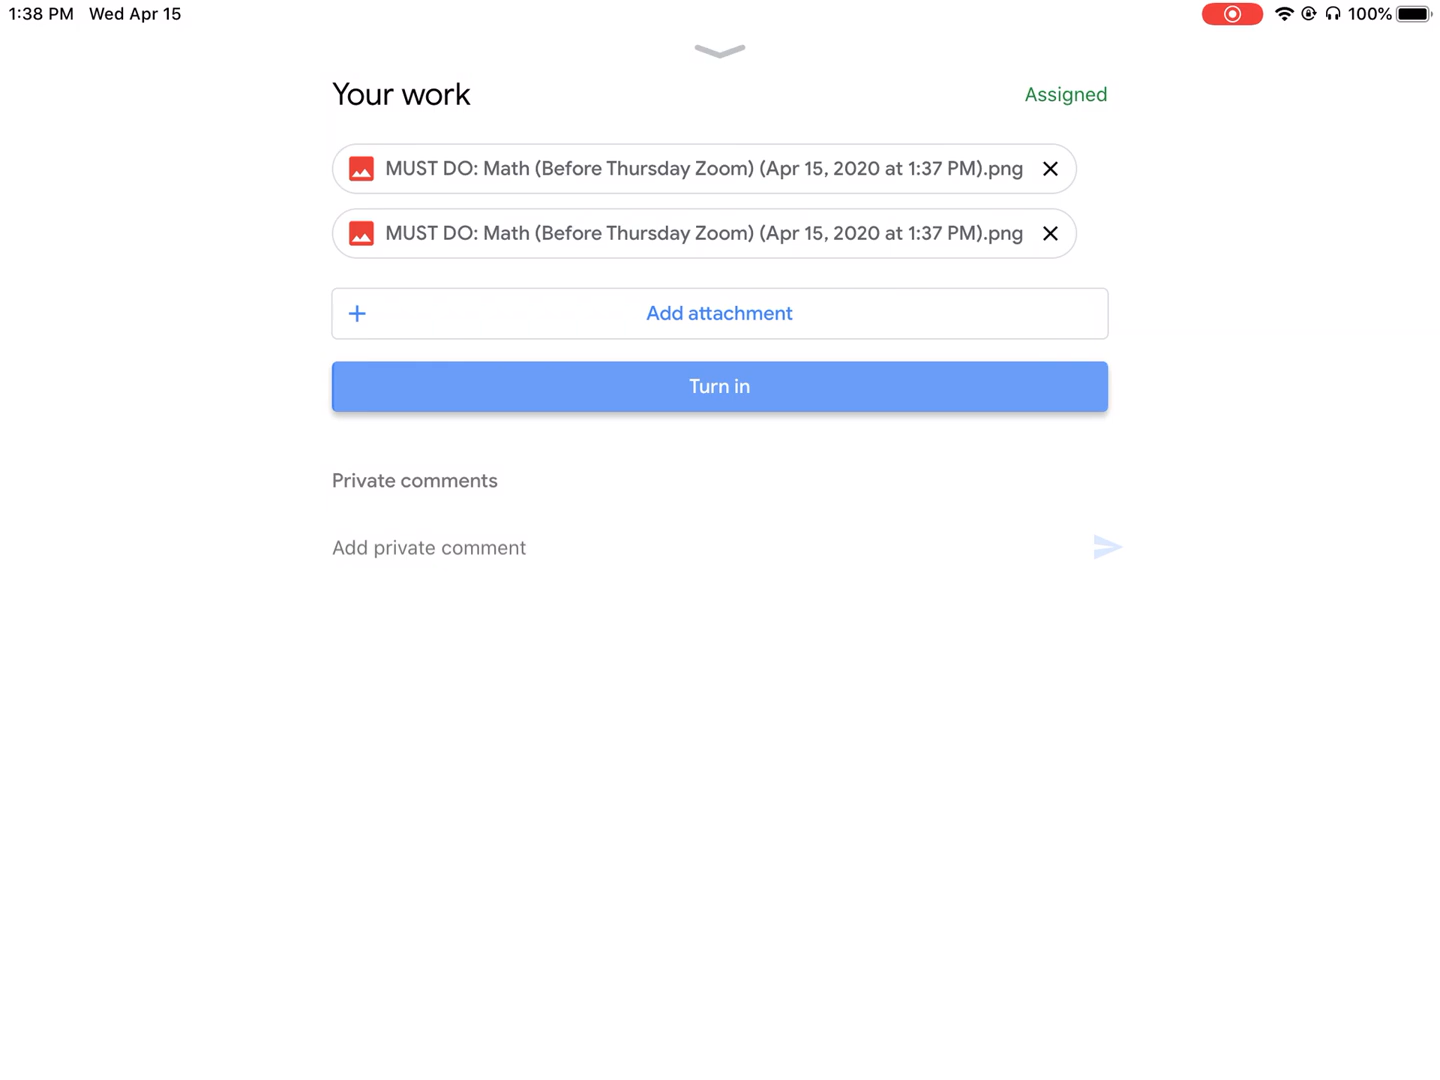 1:38 PM Wed Apr 15
100%
Your work
Assigned
MUST DO: Math (Before Thursday Zoom) (Apr 15, 2020 at 1:37 PM).png
MUST DO: Math (Before Thursday Zoom) (Apr 15, 2020 at 1:37 PM).png
Add attachment
Turn in
Private comments
Add private comment